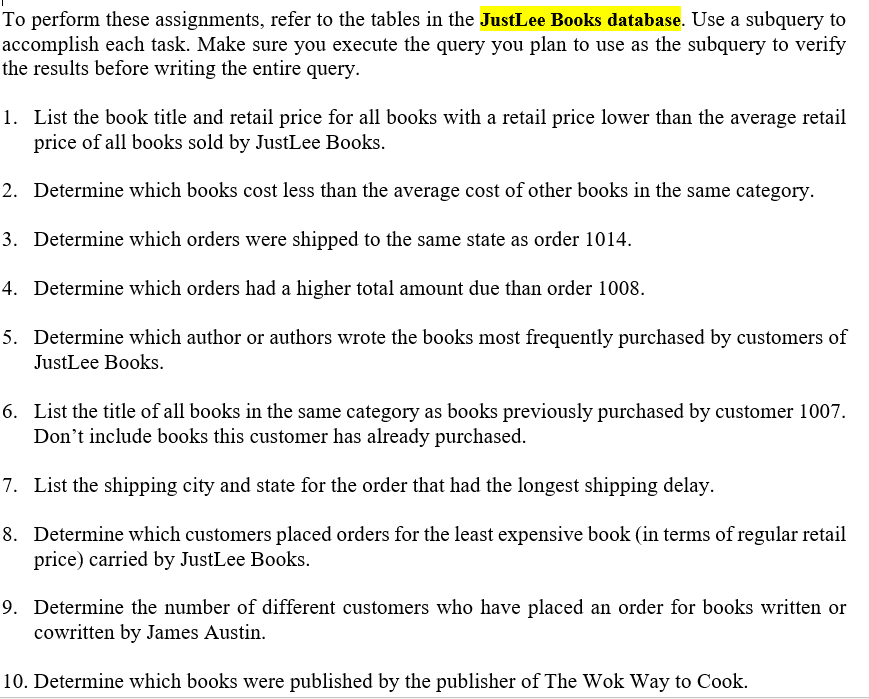 To perform these assignments, refer to the tables in the JustLee Books database. Use a subquery to
accomplish each task. Make sure you execute the query you plan to use as the subquery to verify
the results before writing the entire query.
1. List the book title and retail price for all books with a retail price lower than the average retail
price of all books sold by JustLee Books.
2. Determine which books cost less than the average cost of other books in the same category.
3. Determine which orders were shipped to the same state as order 1014.
4. Determine which orders had a higher total amount due than order 1008.
5. Determine which author or authors wrote the books most frequently purchased by customers of
JustLee Books.
6. List the title of all books in the same category as books previously purchased by customer 1007.
Don’t include books this customer has already purchased.
7. List the shipping city and state for the order that had the longest shipping delay.
8. Determine which customers placed orders for the least expensive book (in terms of regular retail
price) carried by JustLee Books.
9. Determine the number of different customers who have placed an order for books written or
cowritten by James Austin.
10. Determine which books were published by the publisher of The Wok Way to Cook.